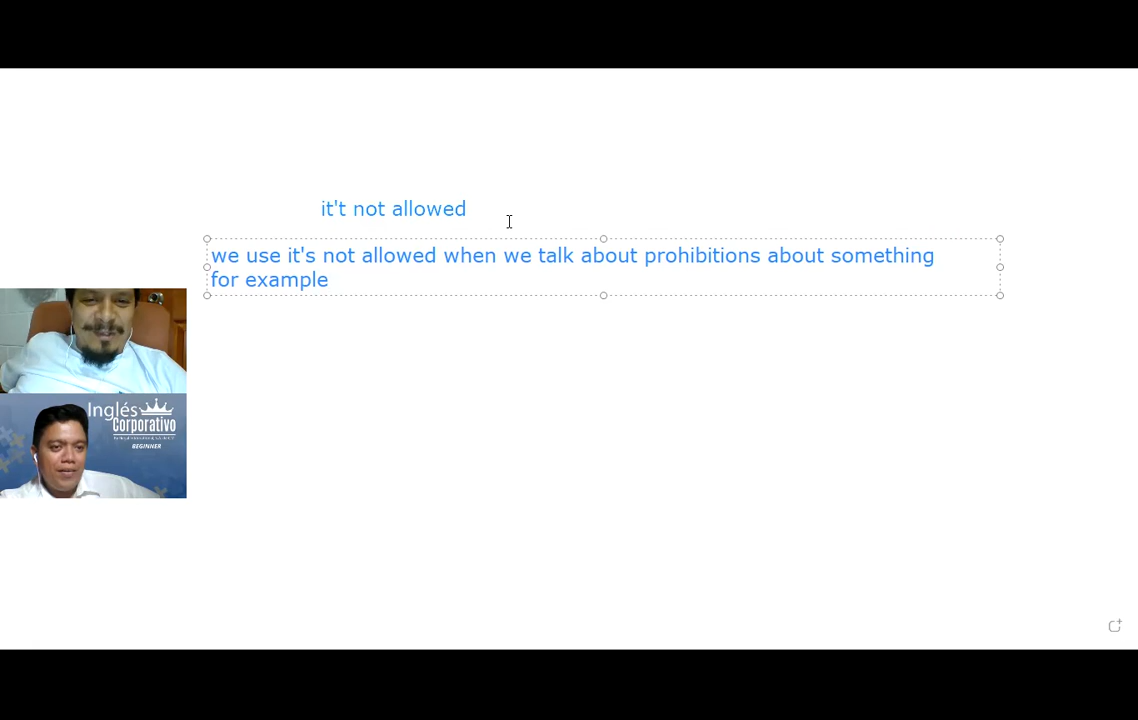 it't not allowed
we use it's not allowed when we talk about prohibitions about something
for example
Inglés
Corporativo
BEGINNER